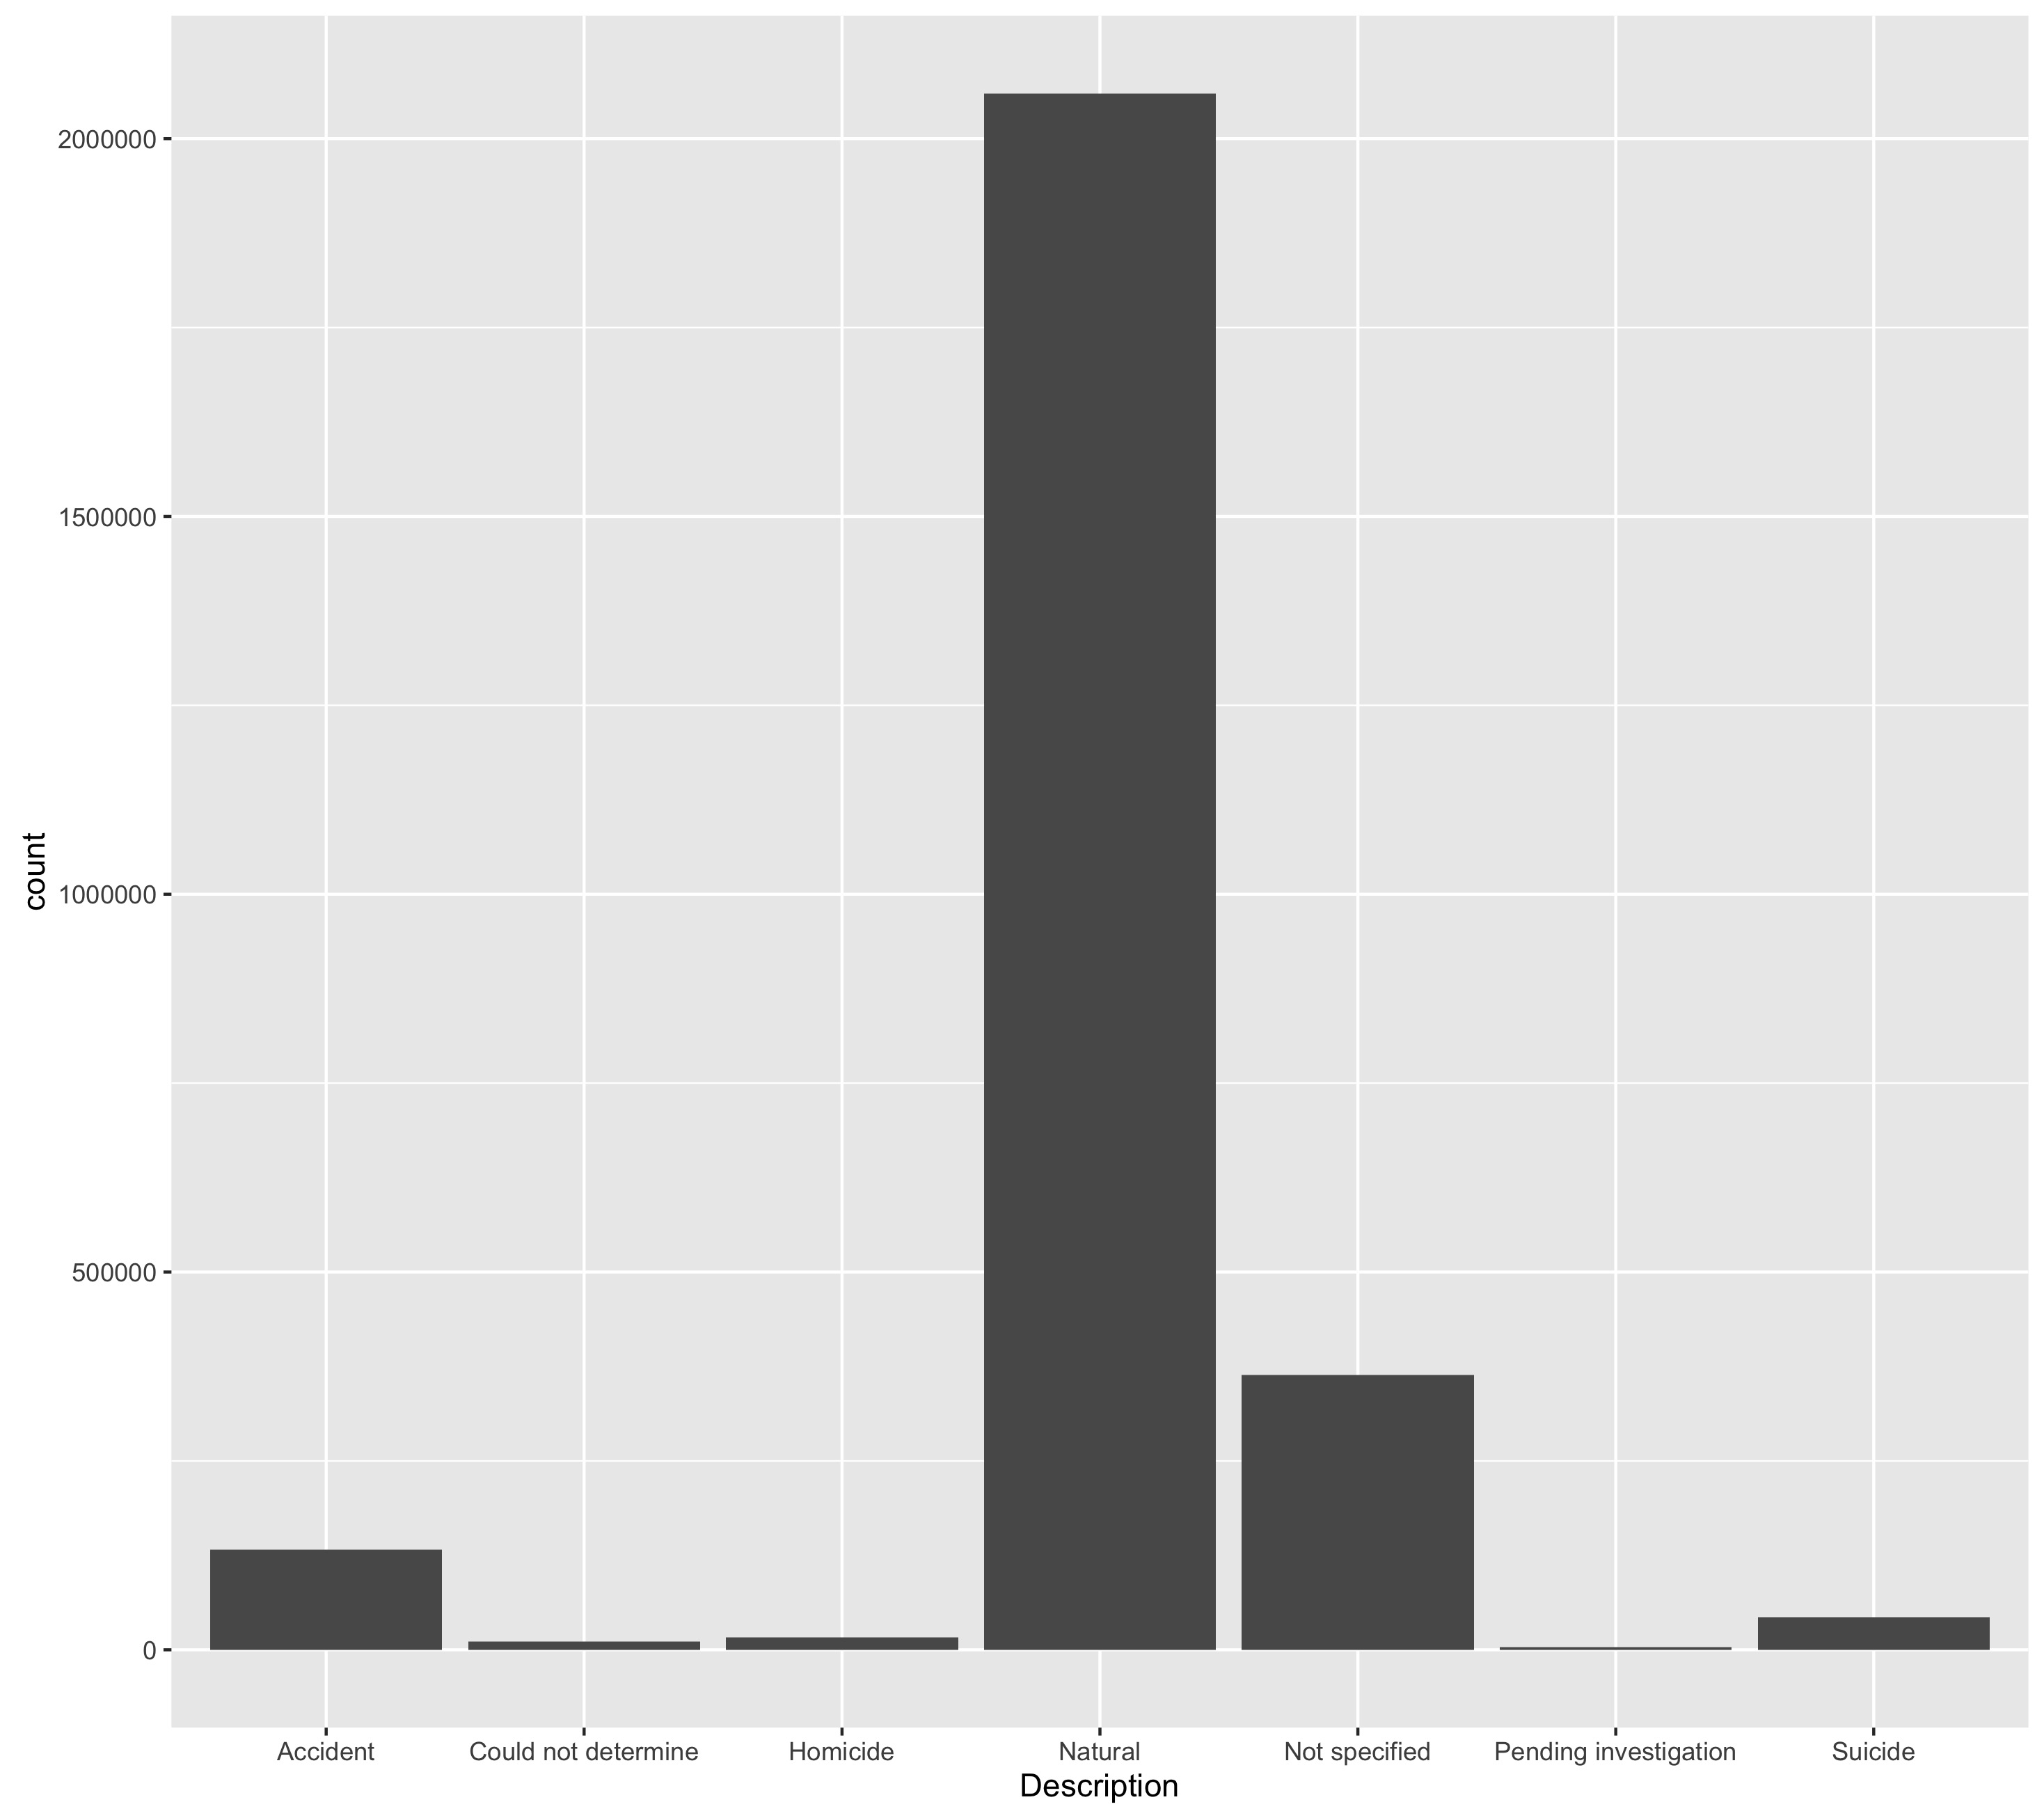 2000000
1500000
1000000
500000
0
count
Accident
Could not determine
Homicide
Natural
Not specified
Pending investigation
Suicide
Description